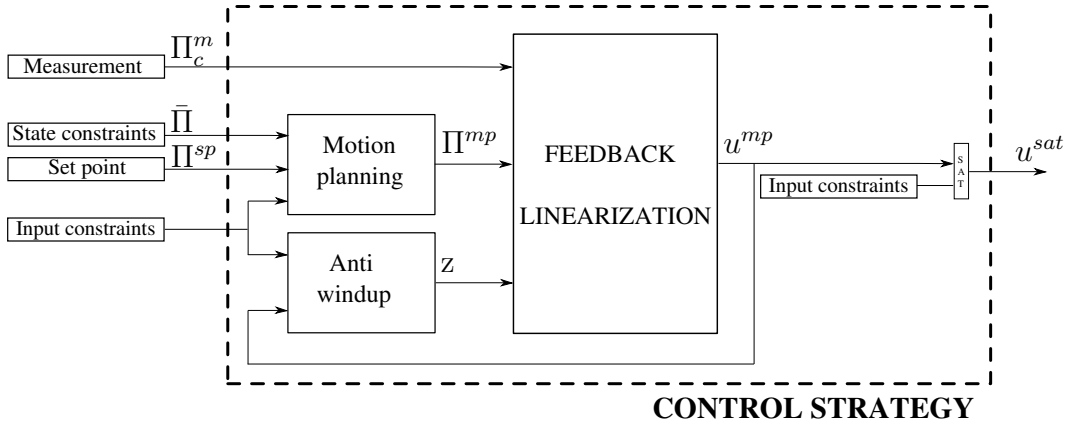 Measurement
Π_c^m
State constraints
Π̄
Set point
Π^{sp}
Input constraints
Motion
planning
Π^{mp}
Anti
windup
z
FEEDBACK
LINEARIZATION
u^{mp}
Input constraints
SAT
u^{sat}
CONTROL STRATEGY